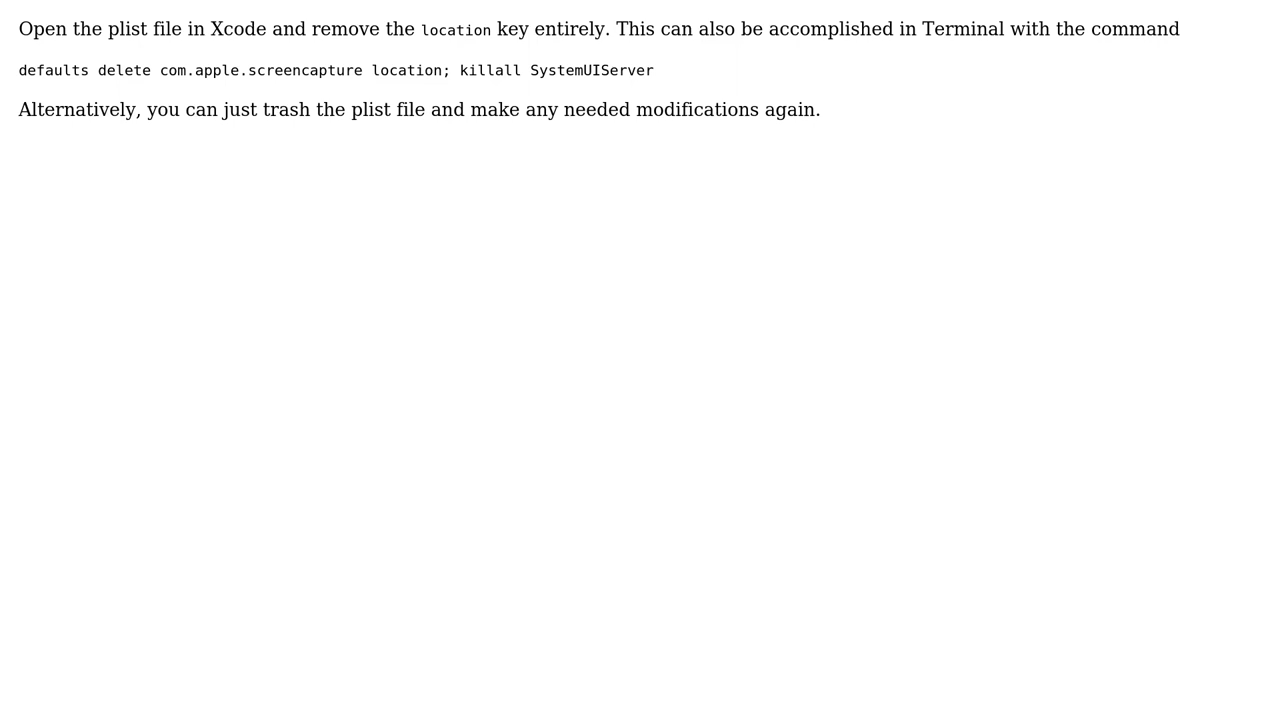 Open the plist file in Xcode and remove the location key entirely. This can also be accomplished in Terminal with the command
defaults delete com.apple.screencapture location; killall SystemUIServer
Alternatively, you can just trash the plist file and make any needed modifications again.